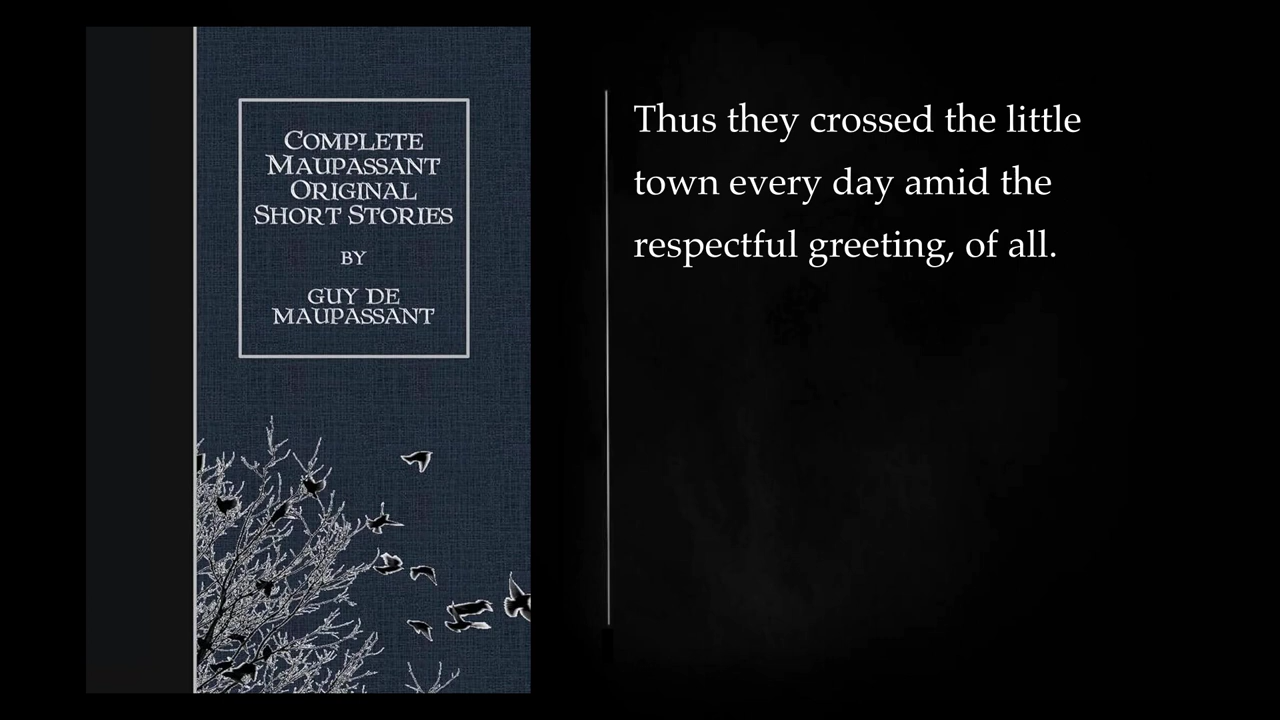 COMPLETE
MAUPASSANT
ORIGINAL
SHORT STORIES
BY
GUY DE
MAUPASSANT
Thus they crossed the little
town every day amid the
respectful greeting, of all.